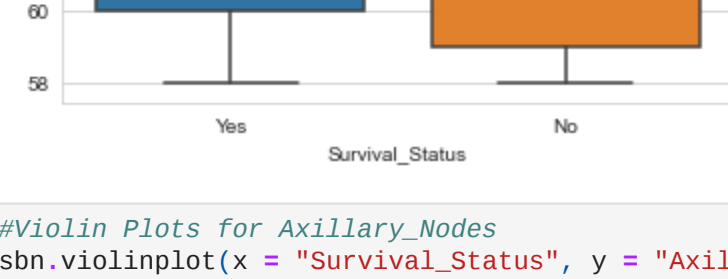 60
58
Yes No
Survival_Status
#Violin Plots for Axillary_Nodes
sbn.violinplot(x = "Survival_Status", y = "Axil